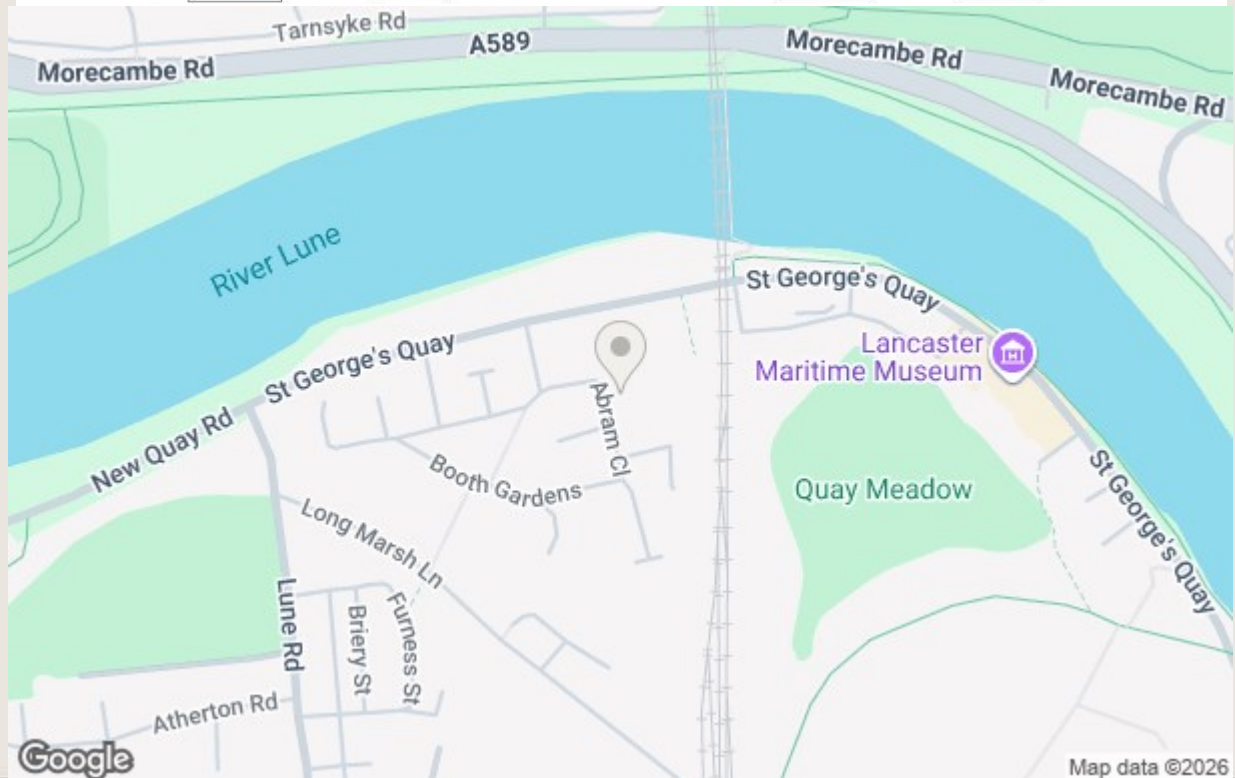 Tarnsyke Rd
A589
Morecambe Rd
Morecambe Rd
Morecambe Rd
River Lune
St George's Quay
Lancaster
Maritime Museum
St George's Quay
Abram Cl
New Quay Rd
Booth Gardens
Quay Meadow
Long Marsh Ln
St George's Quay
Lune Rd
Briery St
Furness St
Atherton Rd
Google
Map data ©2026